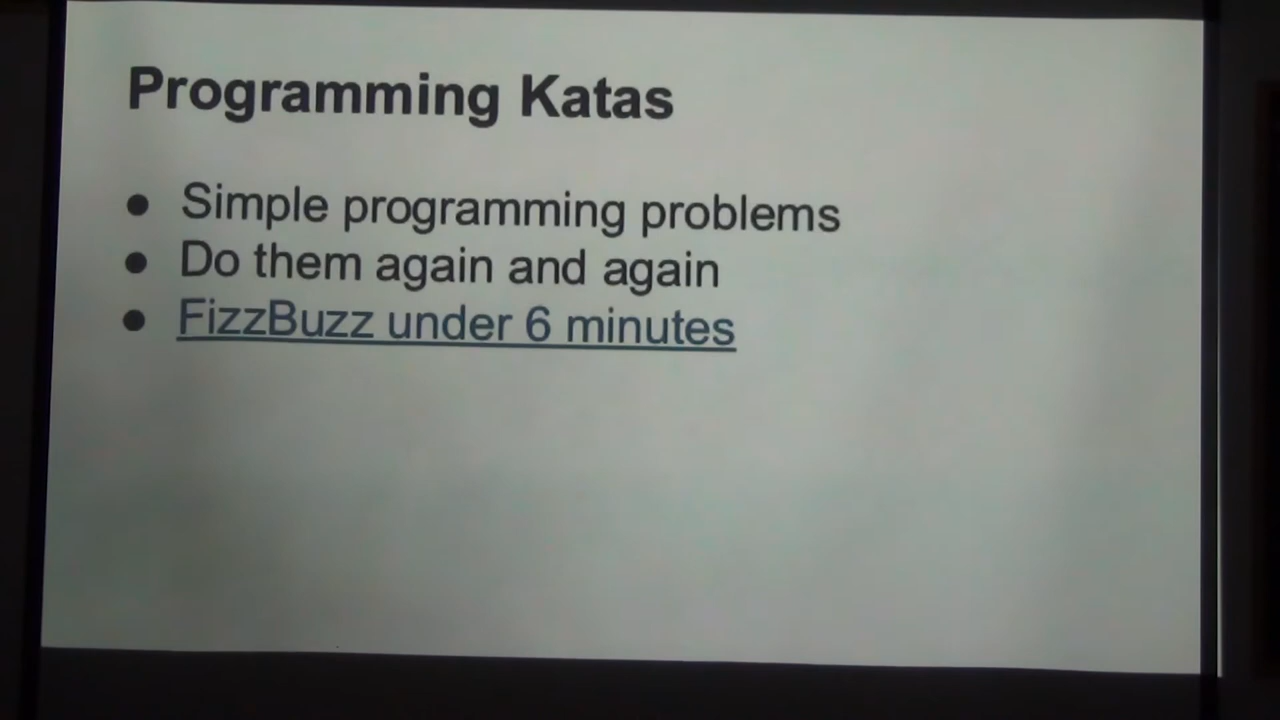 Programming Katas
● Simple programming problems
● Do them again and again
● FizzBuzz under 6 minutes